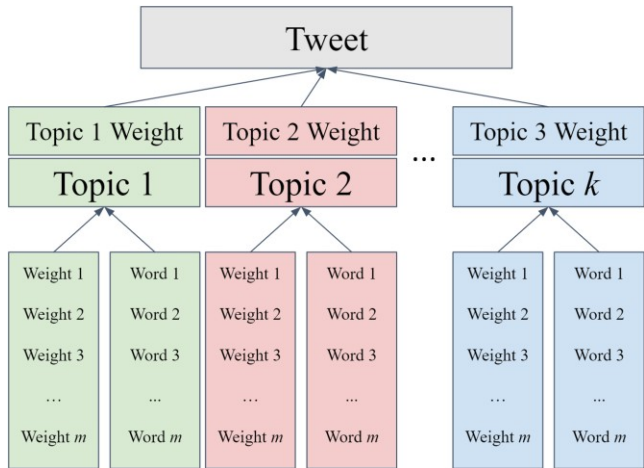 Tweet
Topic 1 Weight
Topic 2 Weight
Topic 3 Weight
...
Topic 1
Topic 2
Topic k
Weight 1
Weight 2
Weight 3
…
Weight m
Word 1
Word 2
Word 3
...
Word m
Weight 1
Weight 2
Weight 3
…
Weight m
Word 1
Word 2
Word 3
...
Word m
Weight 1
Weight 2
Weight 3
…
Weight m
Word 1
Word 2
Word 3
...
Word m